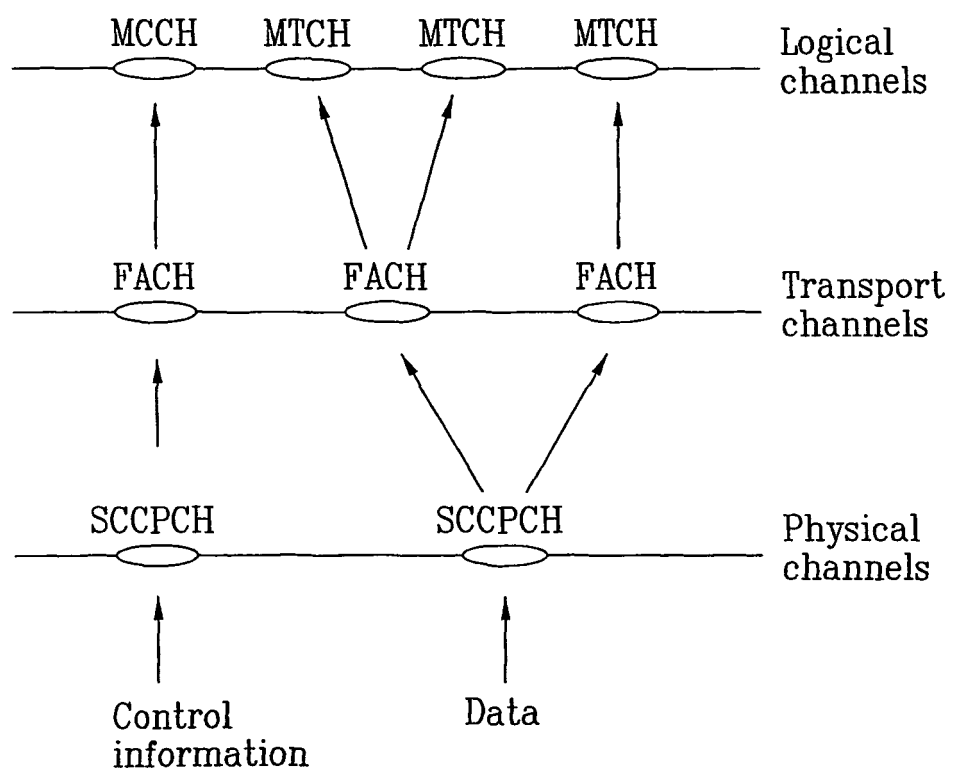 MCCH MTCH MTCH MTCH
Logical
channels
FACH FACH FACH
Transport
channels
SCCPCH SCCPCH
Physical
channels
Control
information
Data